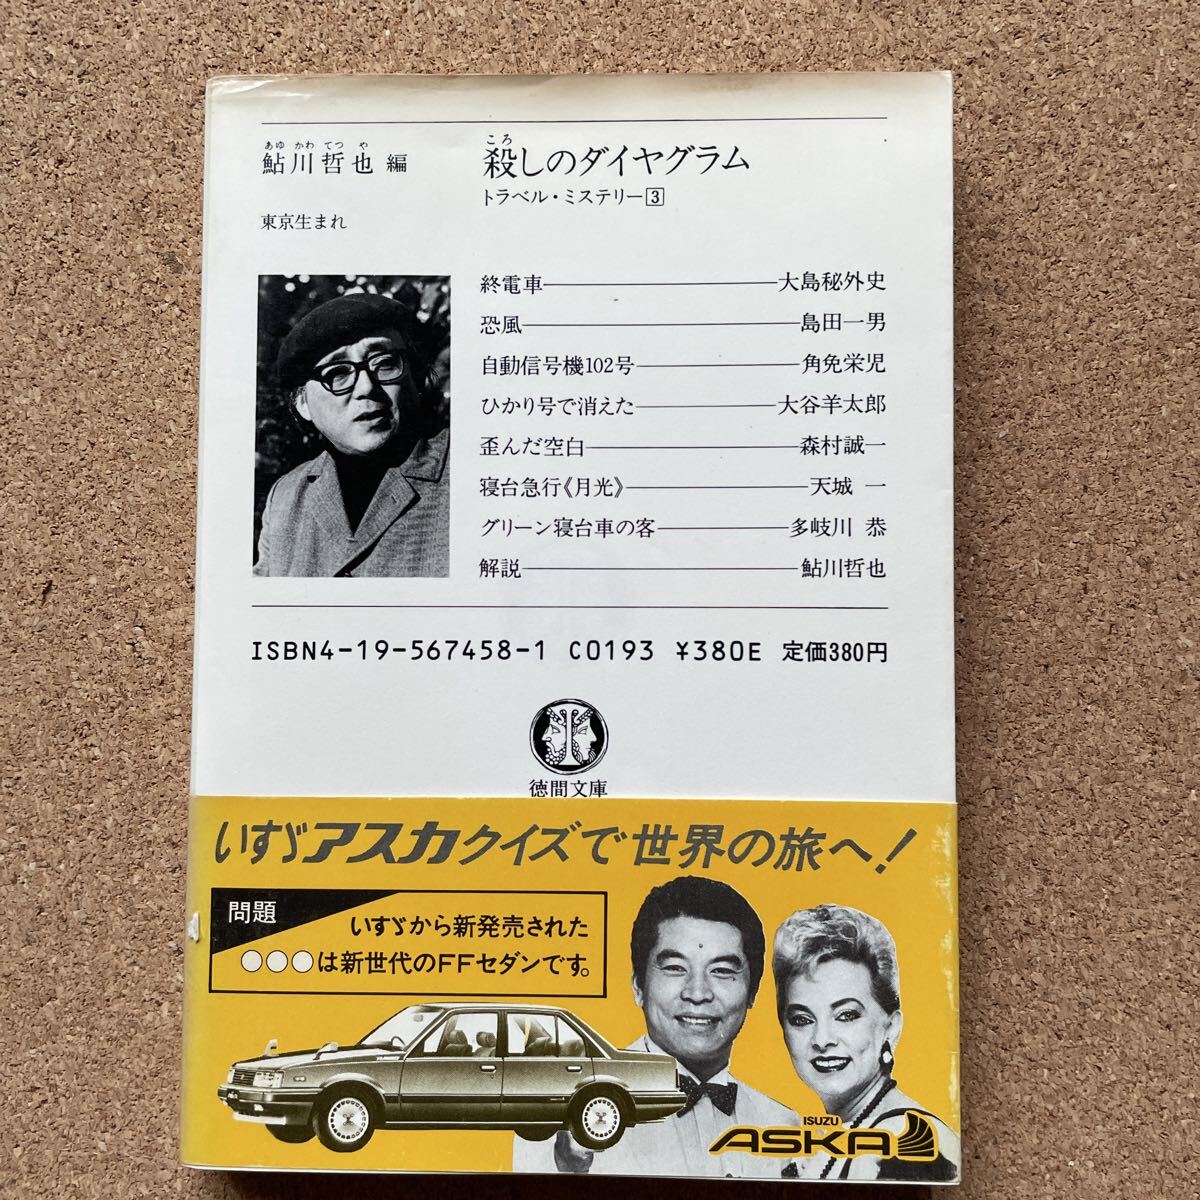 あゆ かわ てつ や
鮎川哲也 編
東京生まれ
ころ
殺しのダイヤグラム
トラベル・ミステリー3
終電車――大島秘外史
恐風――島田一男
自動信号機102号――角免栄児
ひかり号で消えた――大谷羊太郎
歪んだ空白――森村誠一
寝台急行《月光》――天城 一
グリーン寝台車の客――多岐川 恭
解説――鮎川哲也
ISBN4-19-567458-1 C0193 ¥380E 定価380円
徳間文庫
いすゞアスカクイズで世界の旅へ!
問題
いすゞから新発売された
○○○は新世代のFFセダンです。
ISUZU
ASKA